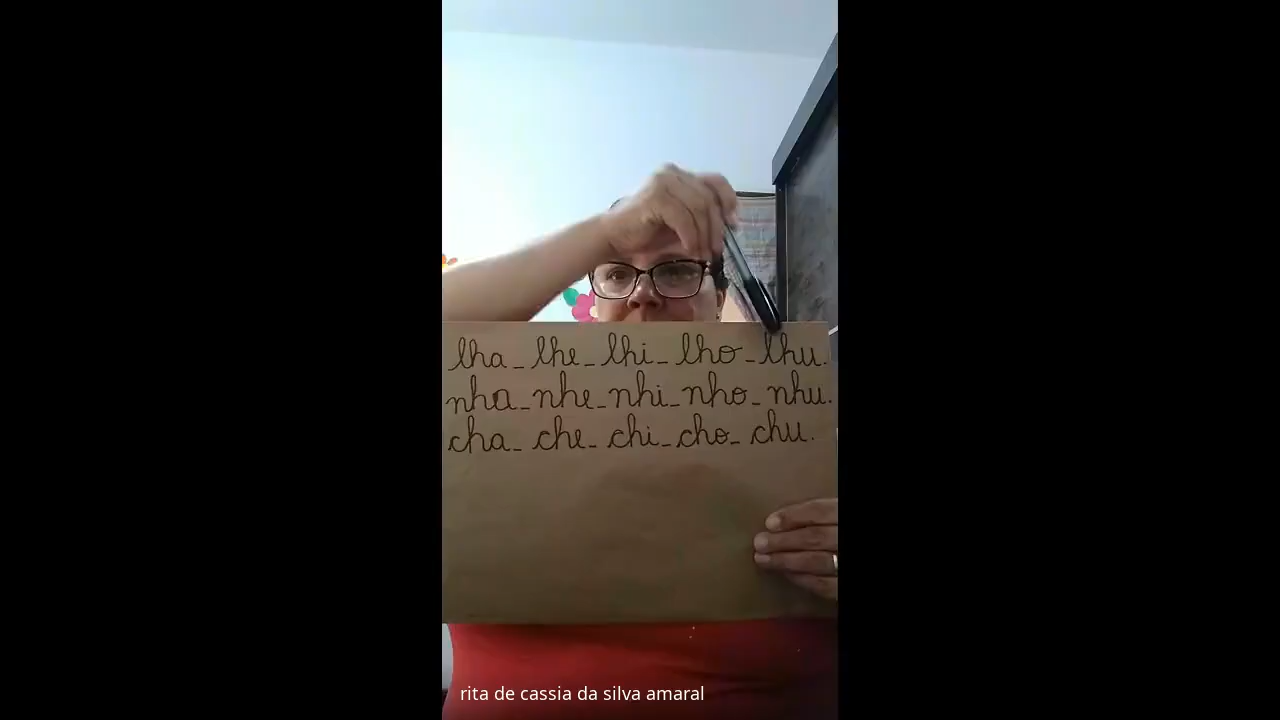 lha_lhe_lhi_lho_lhu.
nha_nhe_nhi_nho_nhu.
cha_che_chi_cho_chu.
rita de cassia da silva amaral